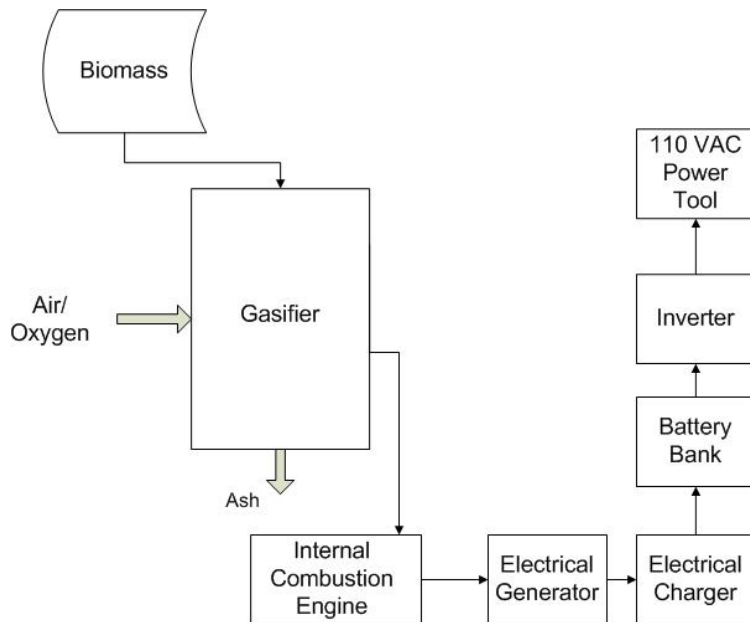 Biomass
110 VAC
Power
Tool
Air/
Oxygen
Gasifier
Inverter
Battery
Bank
Ash
Internal
Combustion
Engine
Electrical
Generator
Electrical
Charger